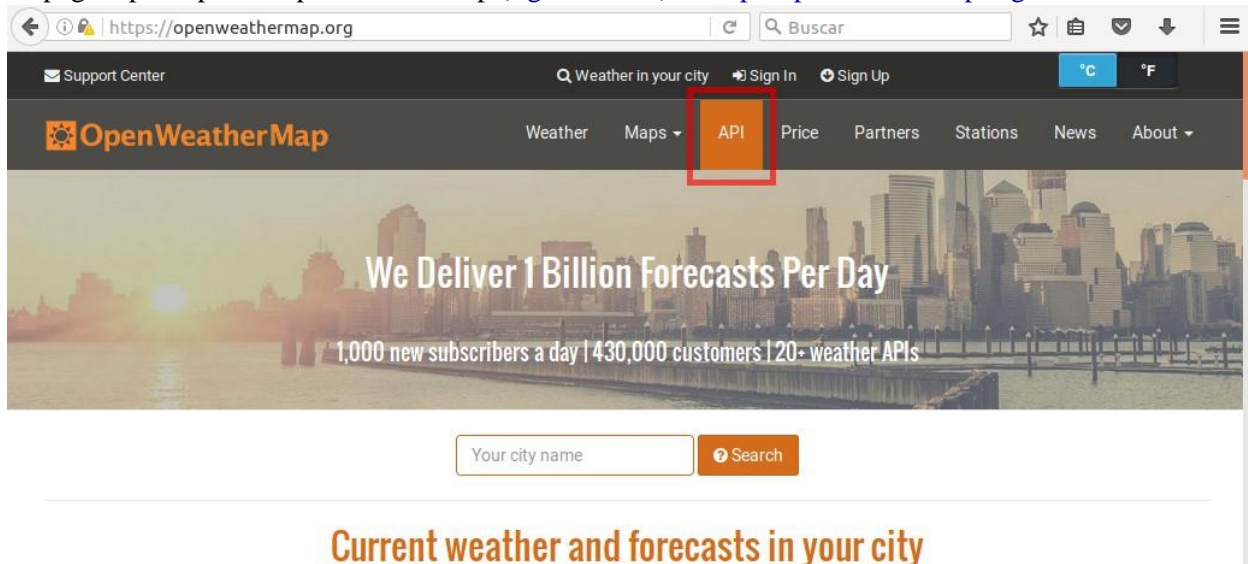 https://openweathermap.org
Buscar
Support Center
Weather in your city
Sign In
Sign Up
°C
°F
OpenWeatherMap
Weather
Maps
API
Price
Partners
Stations
News
About
We Deliver 1 Billion Forecasts Per Day
1,000 new subscribers a day | 430,000 customers | 20+ weather APIs
Your city name
Search
Current weather and forecasts in your city